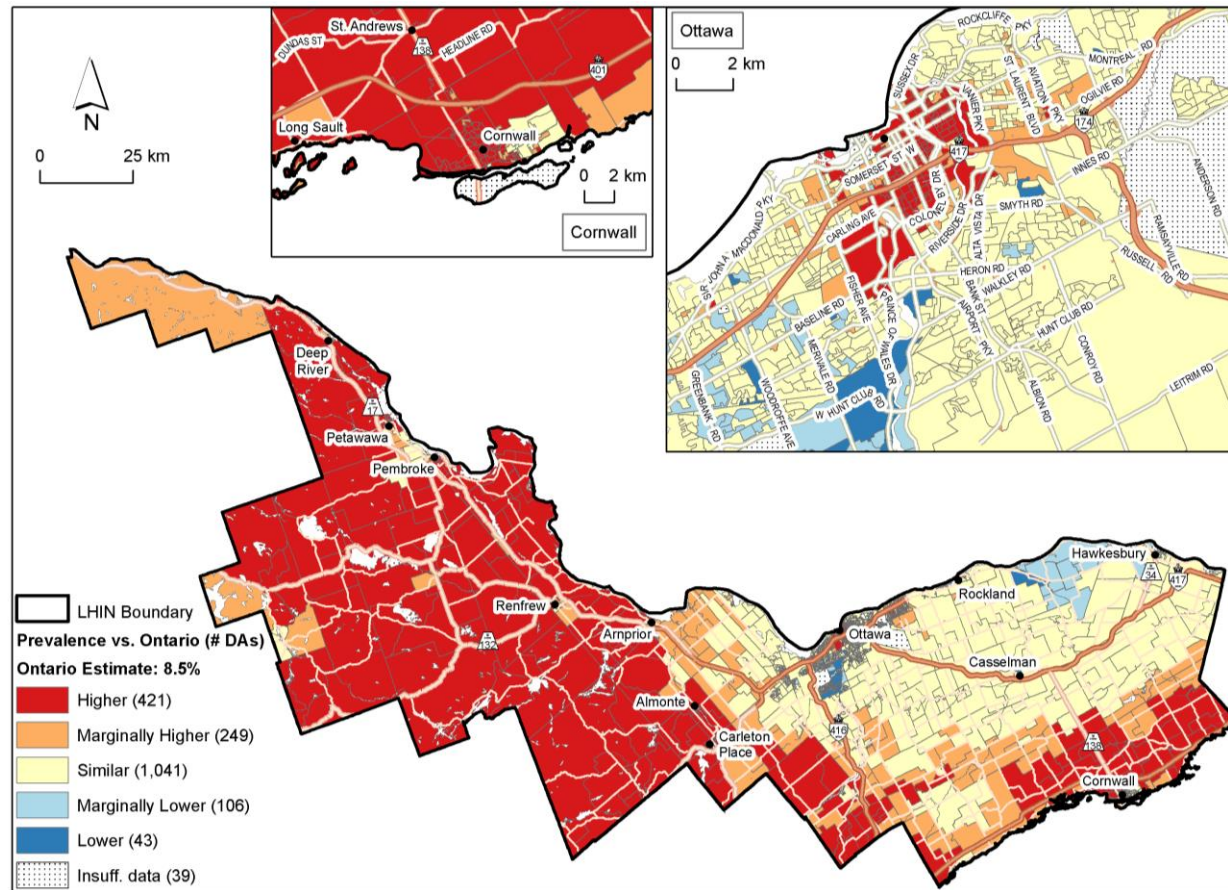 N
0 25 km
St. Andrews
DUNDAS ST
138
HEADLINE RD
401
Long Sault
Cornwall
0 2 km
Cornwall
Ottawa
0 2 km
ROCKCLIFFE PKY
SUSSEX DR
ST LAURENT BLVD
AVIATION PKY
MONTREAL RD
VANIER PKY
OGILVIE RD
174
417
SOMERSET ST W
INNES RD
ANDERSON RD
SIR JOHN A MACDONALD PKY
CARLING AVE
COLONEL BY DR
RIVERSIDE DR
ALTA VISTA DR
SMYTH RD
RAMSAYVILLE RD
RUSSELL RD
HERON RD
WALKLEY RD
FISHER AVE
BASELINE RD
PRINCE OF WALES DR
BANK ST
AIRPORT PKY
HUNT CLUB RD
MERIVALE RD
CONROY RD
GREENBANK RD
WOODROFFE AVE
W HUNT CLUB RD
ALBION RD
LEITRIM RD
Deep
River
17
Petawawa
Pembroke
Renfrew
132
Arnprior
Almonte
Carleton
Place
Ottawa
416
Rockland
Hawkesbury
34
417
Casselman
138
Cornwall
LHIN Boundary
Prevalence vs. Ontario (# DAs)
Ontario Estimate: 8.5%
Higher (421)
Marginally Higher (249)
Similar (1,041)
Marginally Lower (106)
Lower (43)
Insuff. data (39)